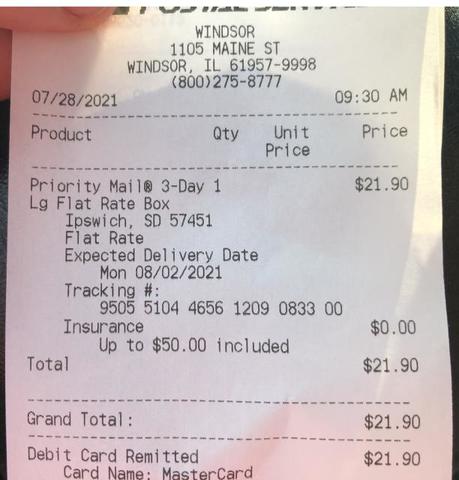 POSTAL SERVICE
WINDSOR
1105 MAINE ST
WINDSOR, IL 61957-9998
(800)275-8777
07/28/2021 09:30 AM
Product Qty Unit Price
Price
Priority Mail® 3-Day 1 $21.90
Lg Flat Rate Box
Ipswich, SD 57451
Flat Rate
Expected Delivery Date
Mon 08/02/2021
Tracking #:
9505 5104 4656 1209 0833 00
Insurance $0.00
Up to $50.00 included
Total $21.90
Grand Total: $21.90
Debit Card Remitted $21.90
Card Name: MasterCard